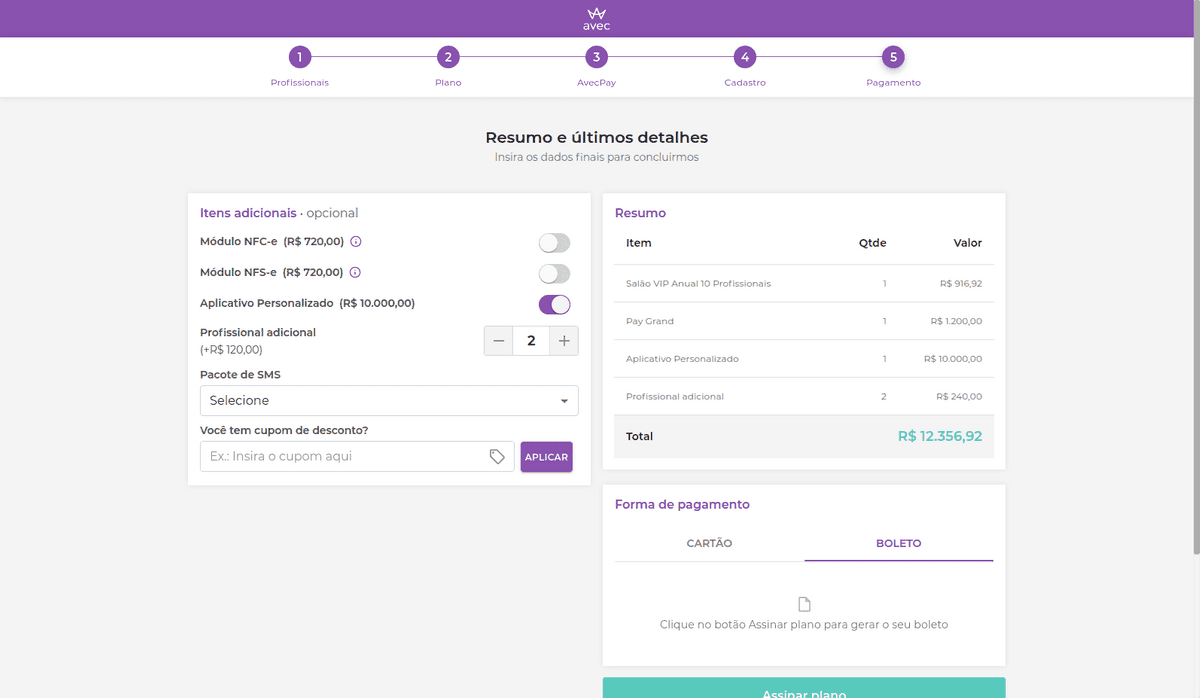 avec
1
2
3
4
5
Profissionais
Plano
AvecPay
Cadastro
Pagamento
Resumo e últimos detalhes
Insira os dados finais para concluirmos
Itens adicionais · opcional
Módulo NFC-e (R$ 720,00)
Módulo NFS-e (R$ 720,00)
Aplicativo Personalizado (R$ 10.000,00)
Profissional adicional
(+R$ 120,00)
− 2 +
Pacote de SMS
Selecione
Você tem cupom de desconto?
Ex.: Insira o cupom aqui
APLICAR
Resumo
Item Qtde Valor
Salão VIP Anual 10 Profissionais 1 R$ 916,92
Pay Grand 1 R$ 1.200,00
Aplicativo Personalizado 1 R$ 10.000,00
Profissional adicional 2 R$ 240,00
Total R$ 12.356,92
Forma de pagamento
CARTÃO BOLETO
Clique no botão Assinar plano para gerar o seu boleto
Assinar plano